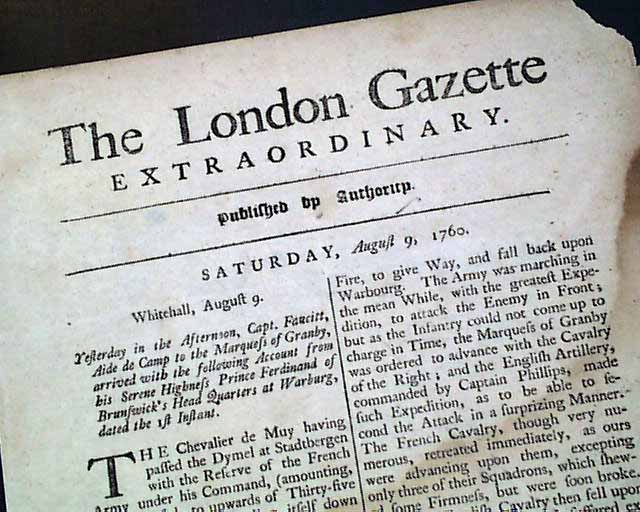 The London Gazette
EXTRAORDINARY.
Publiſhed by Authority.
SATURDAY, Auguſt 9, 1760.
Whitehall, Auguſt 9.
Yeſterday in the Afternoon, Capt. Faucitt,
Aide de Camp to the Marqueſs of Granby,
arrived with the following Account from
his Serene Highneſs Prince Ferdinand of
Brunſwick's Head Quarters at Warburg,
dated the 1ſt Inſtant.
THE Chevalier de Muy having
paſſed the Dymel at Stadtbergen
with the Reſerve of the French
Army under his Command, (amounting,
to upwards of Thirty-five
itſelf down
Fire, to give Way, and fall back upon
Warbourg. The Army was marching in
the mean While, with the greateſt Expe-
dition, to attack the Enemy in Front;
but as the Infantry could not come up to
charge in Time, the Marqueſs of Granby
was ordered to advance with the Cavalry
of the Right; and the Engliſh Artillery,
commanded by Captain Phillips, made
ſuch Expedition, as to be able to ſe-
cond the Attack in a ſurprizing Manner.
The French Cavalry, though very nu-
merous, retreated immediately, as ours
were advancing upon them, excepting
only three of their Squadrons, which ſhew-
ed ſome Firmneſs, but were ſoon broke.
Engliſh Cavalry then fell upon
ſuffered